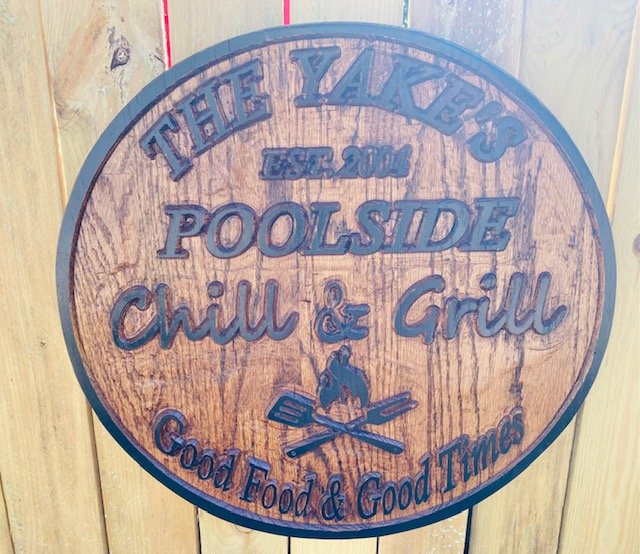 THE YAKE'S
EST. 2004
POOLSIDE
Chill & Grill
Good Food & Good Times